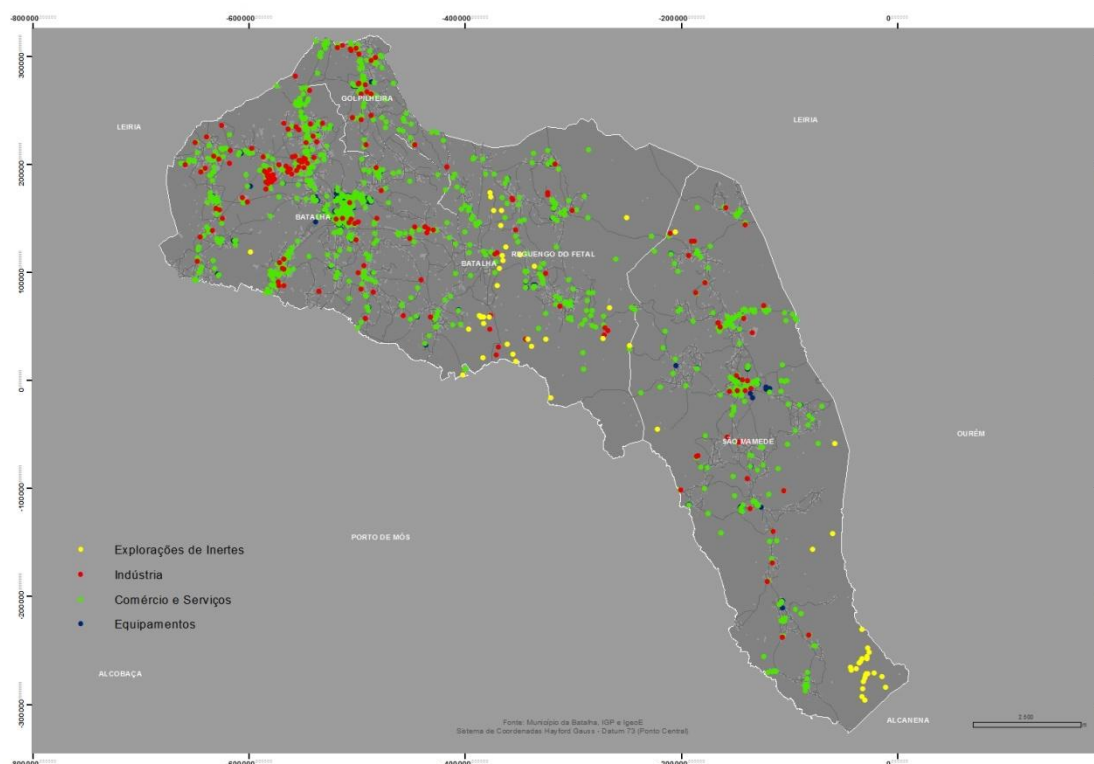 -800000 -600000 -400000 -200000 0
GOLPILHEIRA
LEIRIA
LEIRIA
BATALHA
REGUENGO DO FETAL
BATALHA
OURÉM
SÃO MAMEDE
PORTO DE MÓS
Explorações de Inertes
Indústria
Comércio e Serviços
Equipamentos
ALCOBAÇA
ALCANENA
2.500
m
Fonte: Município da Batalha, IGP e IgeoE
Sistema de Coordenadas Hayford Gauss - Datum 73 (Ponto Central)
300000
200000
100000
0
-100000
-200000
-300000
-800000 -600000 -400000 -200000 0